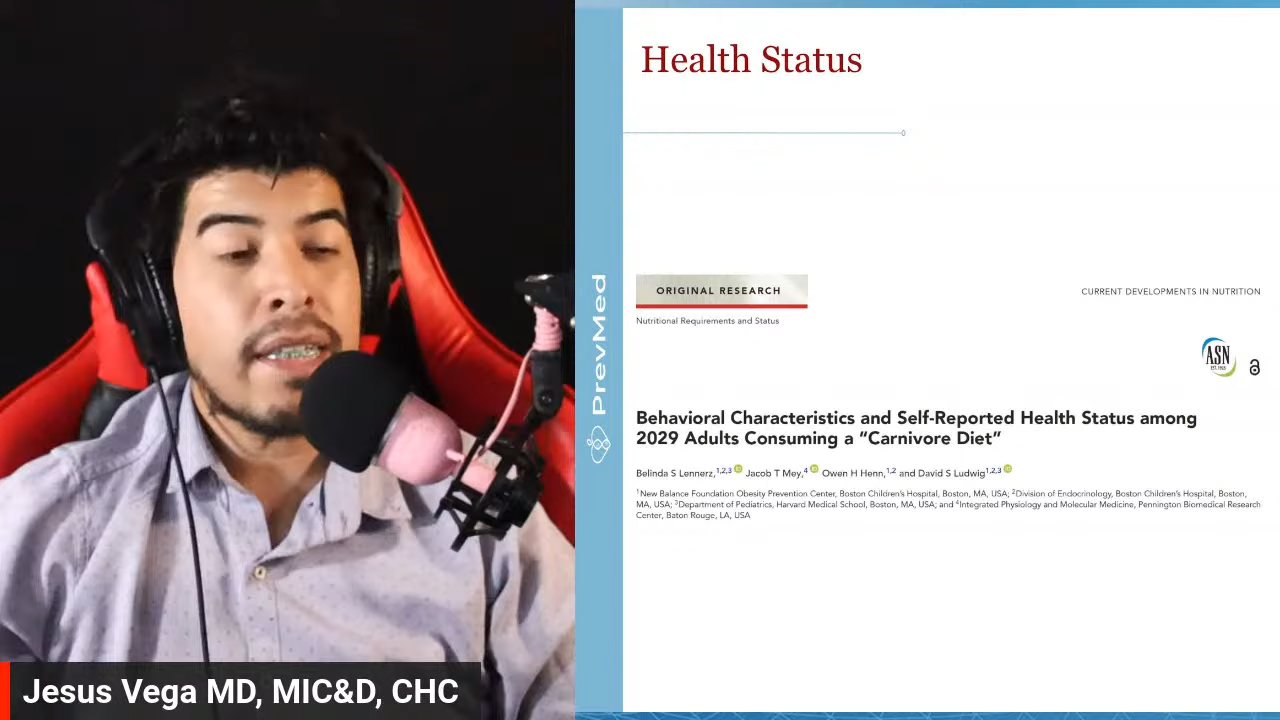 Health Status
PrevMed
ORIGINAL RESEARCH
CURRENT DEVELOPMENTS IN NUTRITION
Nutritional Requirements and Status
ASN
EST. 1928
Behavioral Characteristics and Self-Reported Health Status among
2029 Adults Consuming a “Carnivore Diet”
Belinda S Lennerz,1,2,3 Jacob T Mey,4 Owen H Henn,1,2 and David S Ludwig1,2,3
1New Balance Foundation Obesity Prevention Center, Boston Children's Hospital, Boston, MA, USA; 2Division of Endocrinology, Boston Children's Hospital, Boston,
MA, USA; 3Department of Pediatrics, Harvard Medical School, Boston, MA, USA; and 4Integrated Physiology and Molecular Medicine, Pennington Biomedical Research
Center, Baton Rouge, LA, USA
Jesus Vega MD, MIC&D, CHC